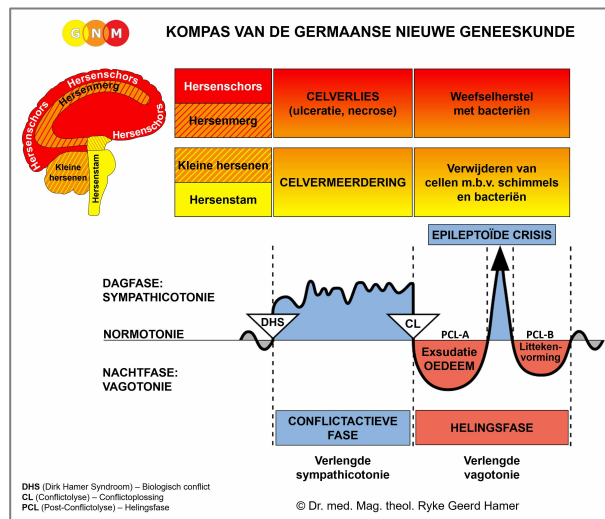 GNM
KOMPAS VAN DE GERMAANSE NIEUWE GENEESKUNDE
Hersenschors
Hersenmerg
Hersenschors
Hersenschors
Kleine
hersenen
Hersenstam
Hersenschors
Hersenmerg
CELVERLIES
(ulceratie, necrose)
Weefselherstel
met bacteriën
Kleine hersenen
Hersenstam
CELVERMEERDERING
Verwijderen van
cellen m.b.v. schimmels
en bacteriën
EPILEPTOÏDE CRISIS
DAGFASE:
SYMPATHICOTONIE
DHS
CL
PCL-A
PCL-B
NORMOTONIE
Exsudatie
OEDEEM
Litteken-
vorming
NACHTFASE:
VAGOTONIE
CONFLICTACTIEVE
FASE
HELINGSFASE
Verlengde
sympathicotonie
Verlengde
vagotonie
DHS (Dirk Hamer Syndroom) – Biologisch conflict
CL (Conflictolyse) – Conflictoplossing
PCL (Post-Conflictolyse) – Helingsfase
© Dr. med. Mag. theol. Ryke Geerd Hamer